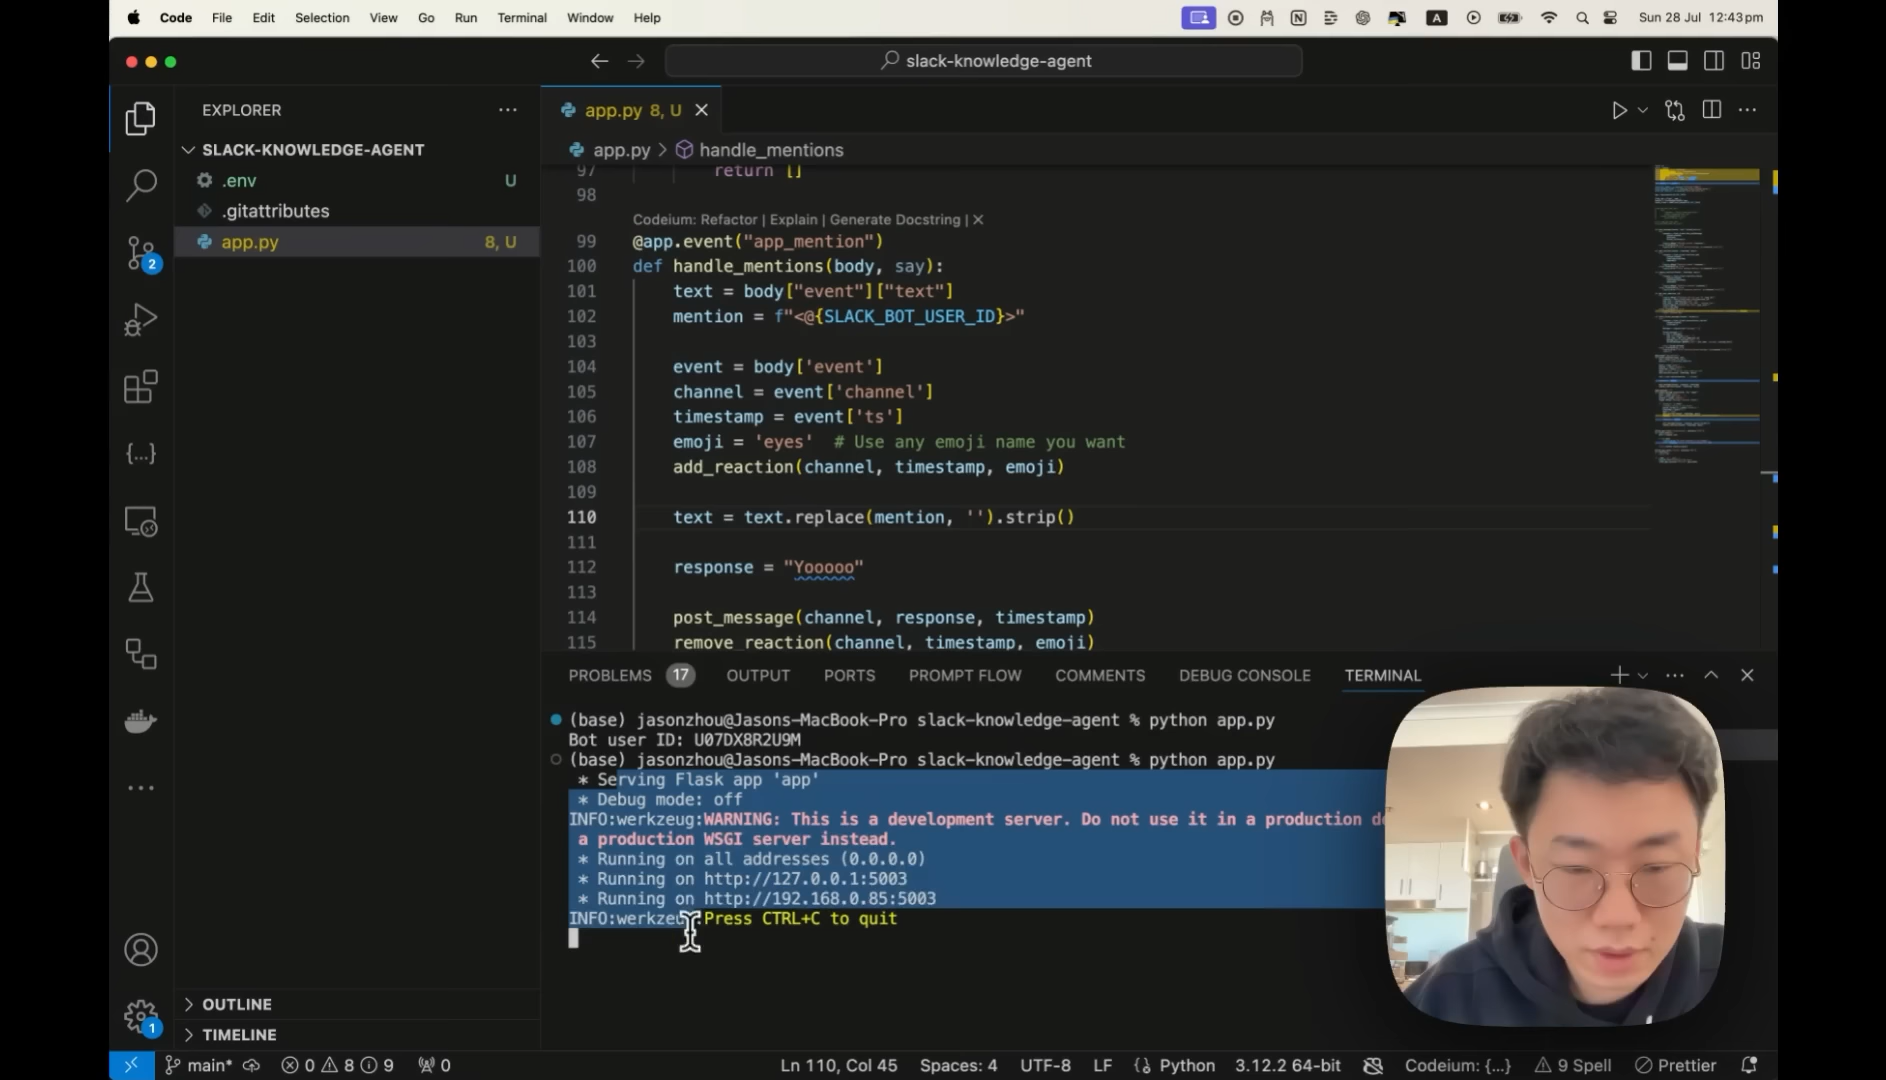 Code File Edit Selection View Go Run Terminal Window Help
A
Sun 28 Jul 12:43 pm
slack-knowledge-agent
EXPLORER
SLACK-KNOWLEDGE-AGENT
.env U
.gitattributes
app.py 8, U
2
OUTLINE
TIMELINE
1
app.py 8, U
app.py > handle_mentions
97 return []
98
Codeium: Refactor | Explain | Generate Docstring | ✕
99 @app.event("app_mention")
100 def handle_mentions(body, say):
101 text = body["event"]["text"]
102 mention = f"<@{SLACK_BOT_USER_ID}>"
103
104 event = body['event']
105 channel = event['channel']
106 timestamp = event['ts']
107 emoji = 'eyes' # Use any emoji name you want
108 add_reaction(channel, timestamp, emoji)
109
110 text = text.replace(mention, '').strip()
111
112 response = "Yooooo"
113
114 post_message(channel, response, timestamp)
115 remove_reaction(channel, timestamp, emoji)
PROBLEMS 17 OUTPUT PORTS PROMPT FLOW COMMENTS DEBUG CONSOLE TERMINAL
(base) jasonzhou@Jasons-MacBook-Pro slack-knowledge-agent % python app.py
Bot user ID: U07DX8R2U9M
(base) jasonzhou@Jasons-MacBook-Pro slack-knowledge-agent % python app.py
* Serving Flask app 'app'
* Debug mode: off
INFO:werkzeug:WARNING: This is a development server. Do not use it in a production
a production WSGI server instead.
* Running on all addresses (0.0.0.0)
* Running on http://127.0.0.1:5003
* Running on http://192.168.0.85:5003
INFO:werkzeug:Press CTRL+C to quit
main* 0 8 9 0 Ln 110, Col 45 Spaces: 4 UTF-8 LF Python 3.12.2 64-bit Codeium: {...} 9 Spell Prettier